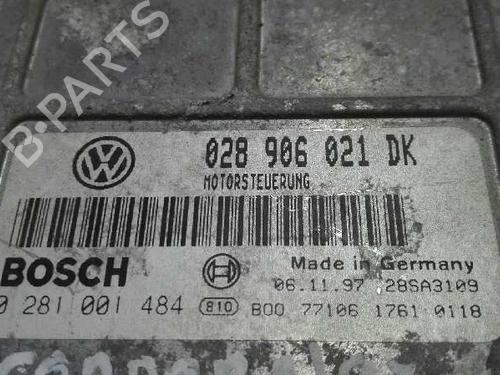 B-PARTS
VW
028 906 021 DK
MOTORSTEUERUNG
BOSCH
Made in Germany
06.11.97 28SA3109
0 281 001 484 810 B00 77106 1761 0118